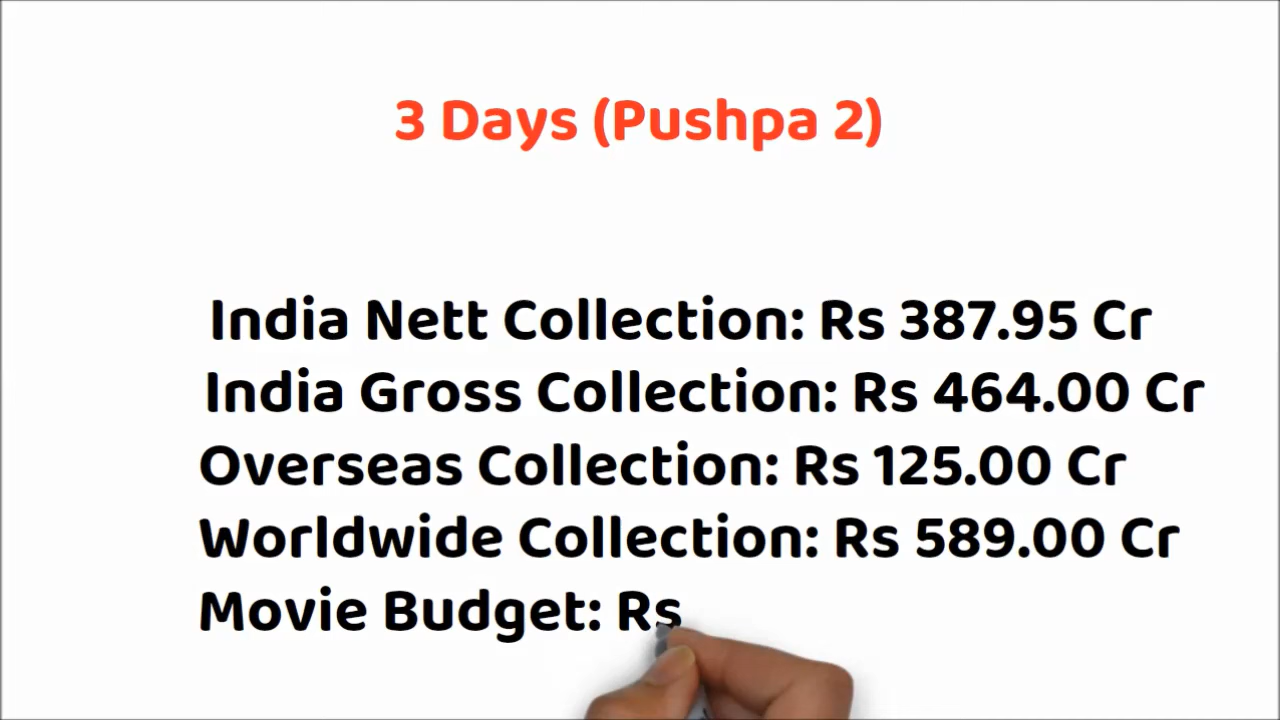 3 Days (Pushpa 2)
India Nett Collection: Rs 387.95 Cr
India Gross Collection: Rs 464.00 Cr
Overseas Collection: Rs 125.00 Cr
Worldwide Collection: Rs 589.00 Cr
Movie Budget: Rs